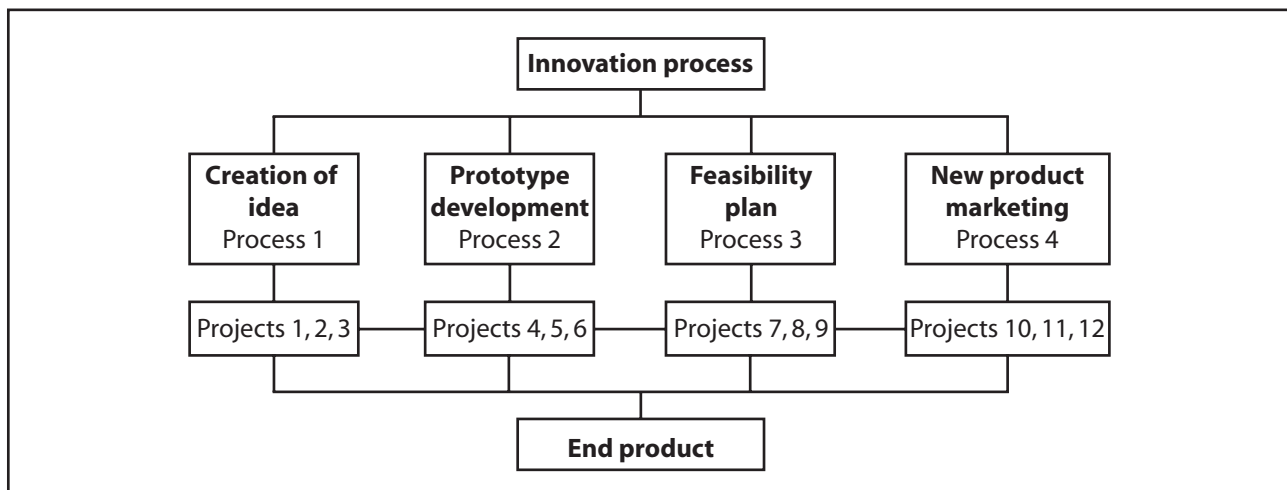 Innovation process
Creation of
idea
Process 1
Prototype
development
Process 2
Feasibility
plan
Process 3
New product
marketing
Process 4
Projects 1, 2, 3
Projects 4, 5, 6
Projects 7, 8, 9
Projects 10, 11, 12
End product